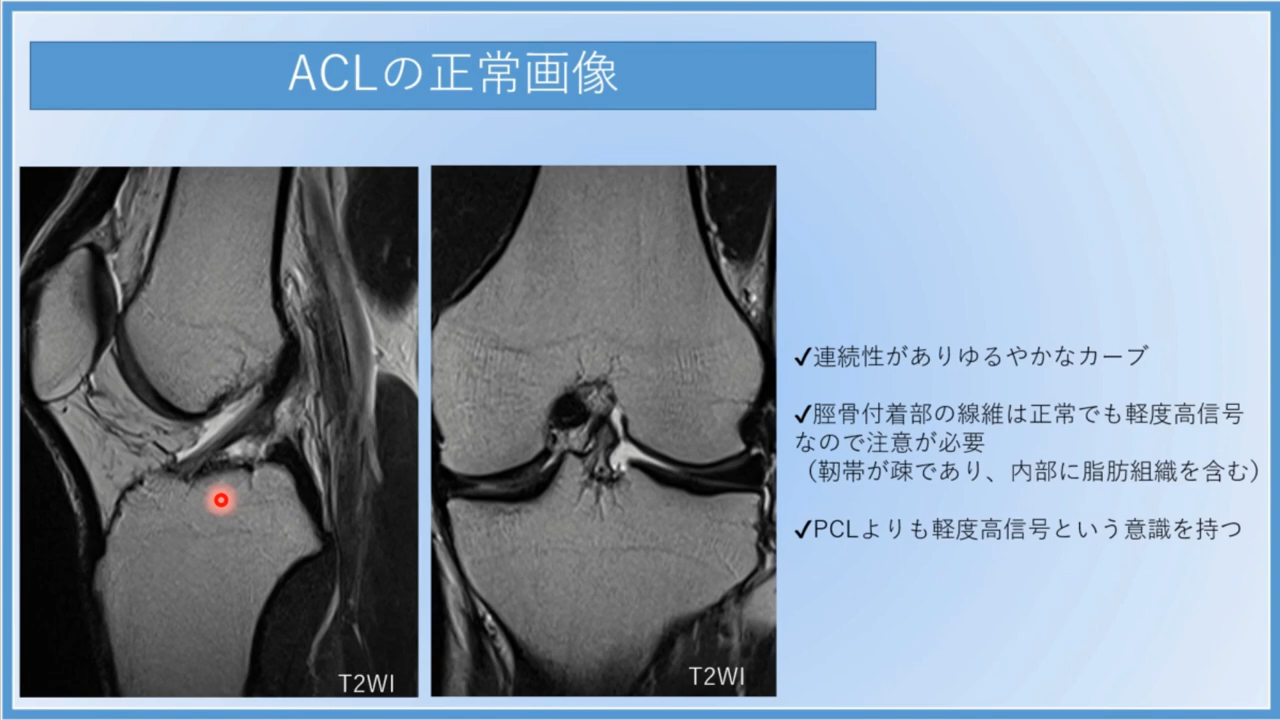 ACLの正常画像
✓連続性がありゆるやかなカーブ
✓脛骨付着部の線維は正常でも軽度高信号
なので注意が必要
（靭帯が疎であり、内部に脂肪組織を含む）
✓PCLよりも軽度高信号という意識を持つ
T2WI
T2WI